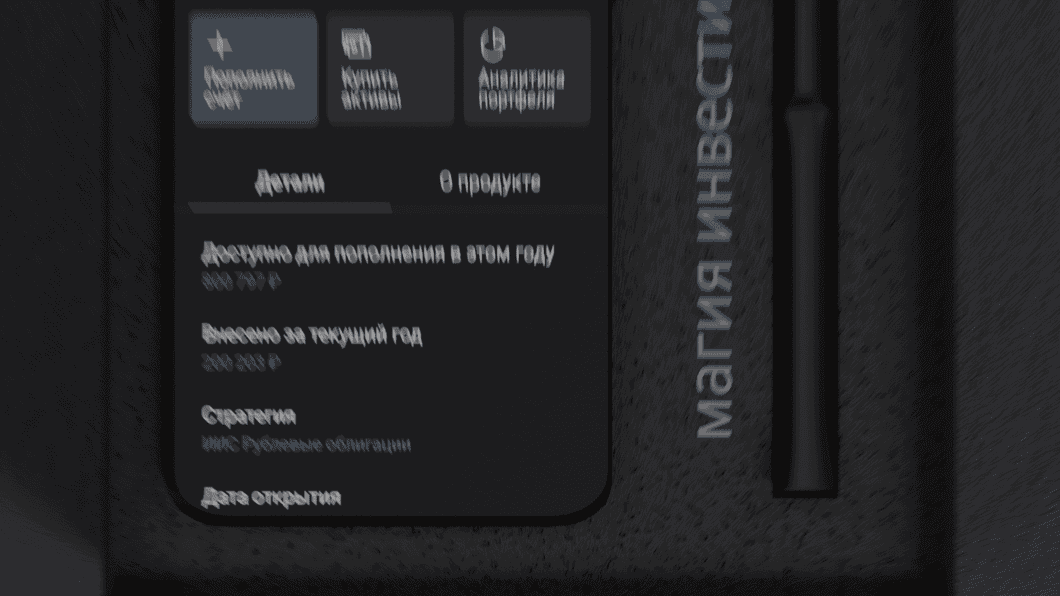 Пополнить
счёт
Купить
активы
Аналитика
портфеля
Детали
О продукте
Доступно для пополнения в этом году
Внесено за текущий год
Стратегия
ИИС Рублевые облигации
Дата открытия
магия инвести